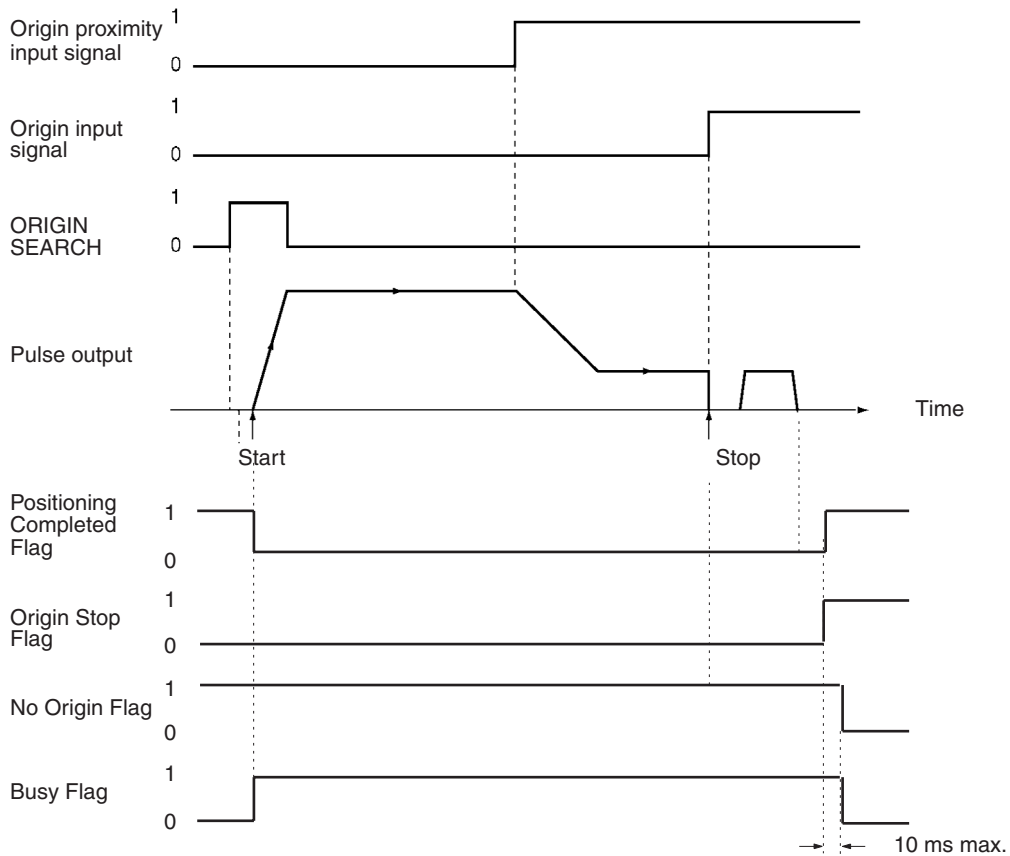 Origin proximity
input signal
1
0
Origin input
signal
1
0
ORIGIN
SEARCH
1
0
Pulse output
Time
Start
Stop
Positioning
Completed
Flag
1
0
Origin Stop
Flag
1
0
No Origin Flag
1
0
Busy Flag
1
0
10 ms max.